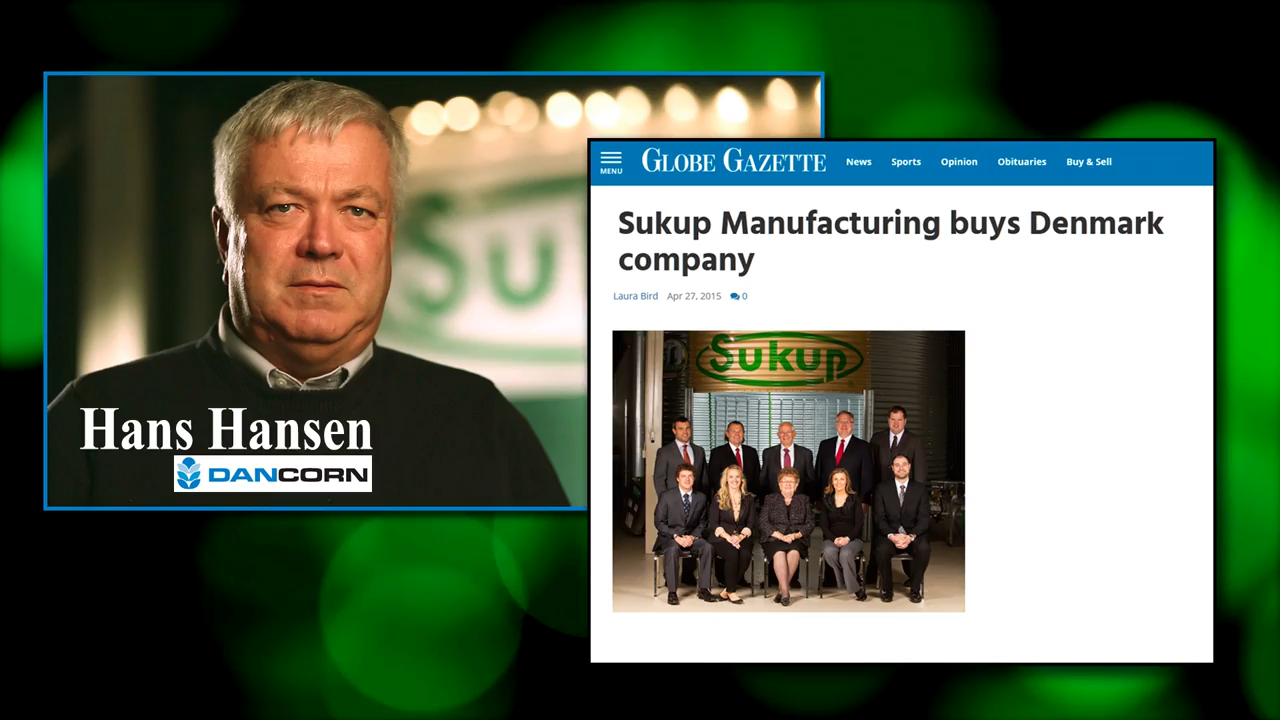 Suku
Hans Hansen
DANCORN
MENU
GLOBE GAZETTE
News
Sports
Opinion
Obituaries
Buy & Sell
Sukup Manufacturing buys Denmark
company
Laura Bird Apr 27, 2015 0
Sukup